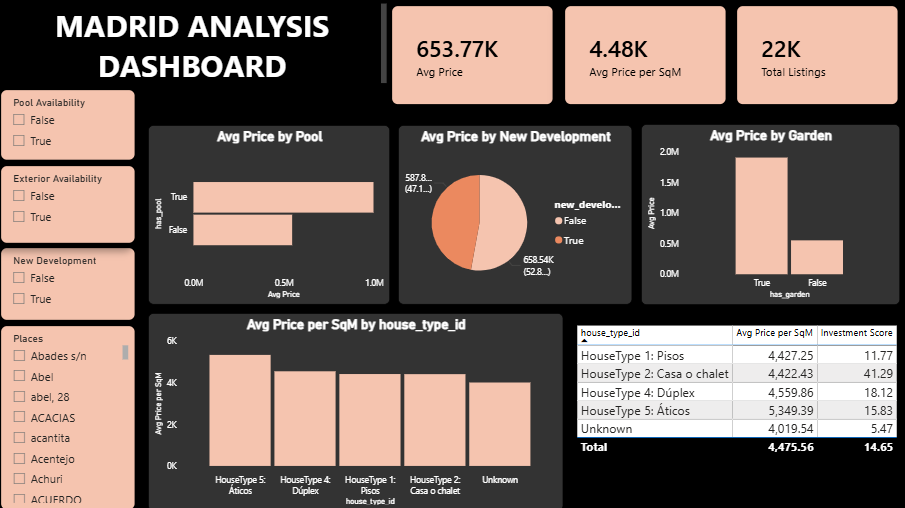 MADRID ANALYSIS
DASHBOARD
653.77K
Avg Price
4.48K
Avg Price per SqM
22K
Total Listings
Pool Availability
False
True
Exterior Availability
False
True
New Development
False
True
Places
Abades s/n
Abel
abel, 28
ACACIAS
acantita
Acentejo
Achuri
ACUERDO
Avg Price by Pool
has_pool
True
False
0.0M 0.5M 1.0M
Avg Price
Avg Price by New Development
587.8...
(47.1...)
658.54K
(52.8...)
new_develo...
False
True
Avg Price by Garden
Avg Price
2.0M
1.5M
1.0M
0.5M
0.0M
True False
has_garden
Avg Price per SqM by house_type_id
Avg Price per SqM
6K
4K
2K
0K
HouseType 5:
Áticos
HouseType 4:
Dúplex
HouseType 1:
Pisos
HouseType 2:
Casa o chalet
Unknown
house_type_id
house_type_id Avg Price per SqM Investment Score
HouseType 1: Pisos 4,427.25 11.77
HouseType 2: Casa o chalet 4,422.43 41.29
HouseType 4: Dúplex 4,559.86 18.12
HouseType 5: Áticos 5,349.39 15.83
Unknown 4,019.54 5.47
Total 4,475.56 14.65